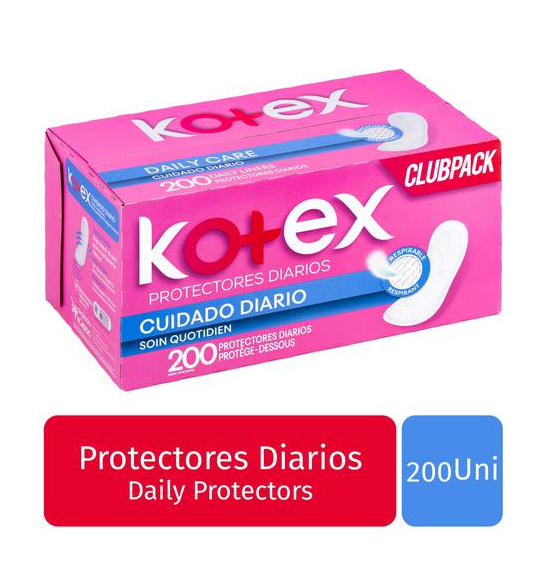 kotex
DAILY CARE
CUIDADO DIARIO
200 DAILY LINERS
PROTECTORES DIARIOS
CLUBPACK
kotex
PROTECTORES DIARIOS
RESPIRABLE
RESPIRANT
CUIDADO DIARIO
SOIN QUOTIDIEN
200 PROTECTORES DIARIOS
PROTÈGE-DESSOUS
Protectores Diarios
Daily Protectors
200Uni